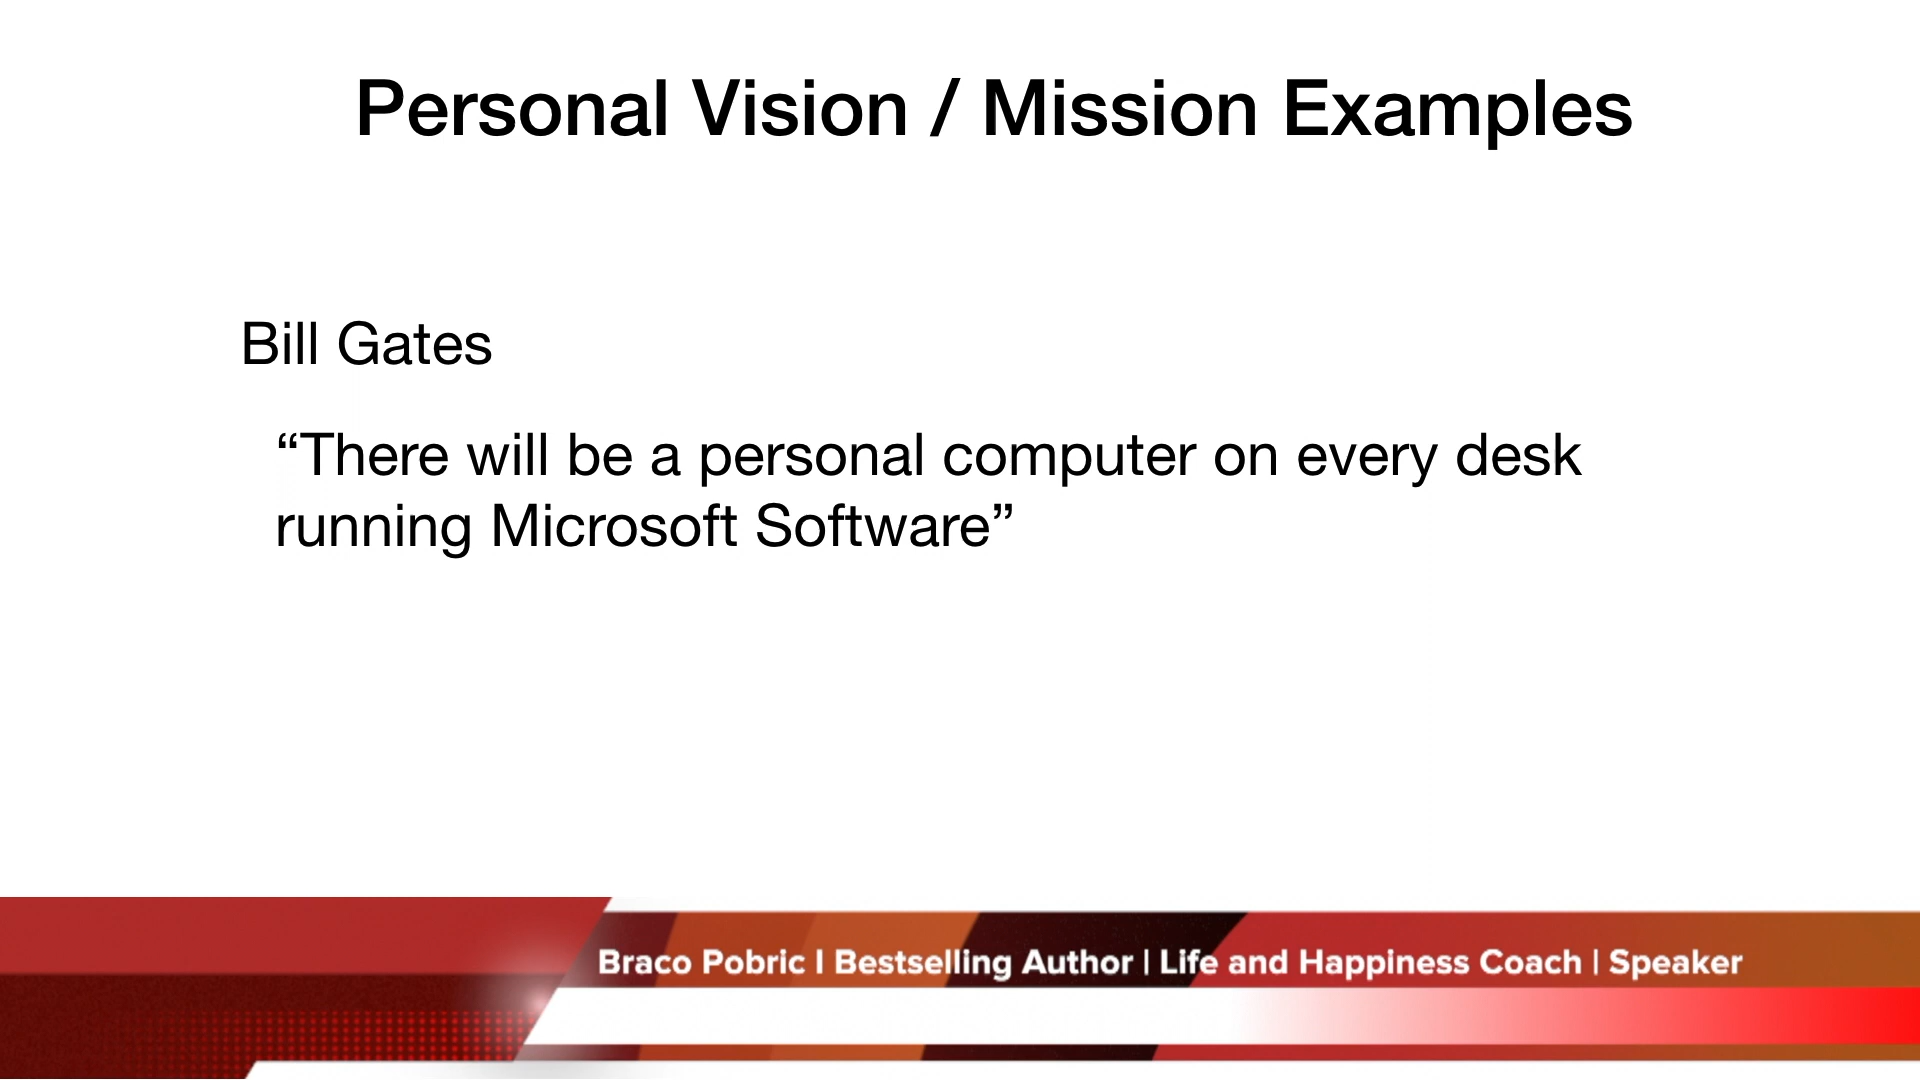 Personal Vision / Mission Examples
Bill Gates
“There will be a personal computer on every desk
running Microsoft Software”
Braco Pobric I Bestselling Author | Life and Happiness Coach | Speaker